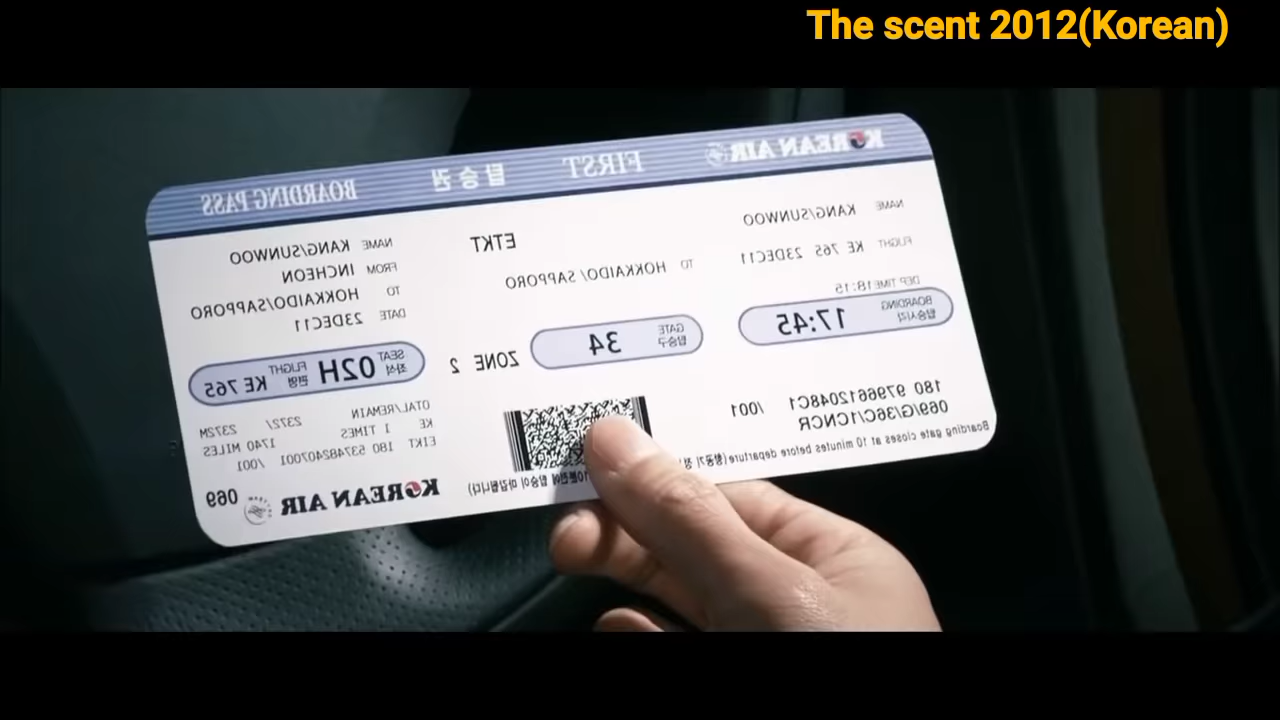 The scent 2012(Korean)
KOREAN AIR FIRST 탑승권 BOARDING PASS
NAME KANG/SUNWOO
FLIGHT KE 765 23DEC11
DEP TIME 18:15
BOARDING 탑승시각 17:45
180 9796612048C1 /001
069/G/36C/1CNCR
Boarding gate closes at 10 minutes before departure
ETKT
TO HOKKAIDO/ SAPPORO
GATE 탑승구 34
ZONE 2
NAME KANG/SUNWOO
FROM INCHEON
TO HOKKAIDO/SAPPORO
DATE 23DEC11
SEAT 좌석 02H FLIGHT 편명 KE 765
OTAL/REMAIN 2372/ 2372M
KE 1 TIMES 1740 MILES
ETKT 180 5374824071001 /001
KOREAN AIR 069